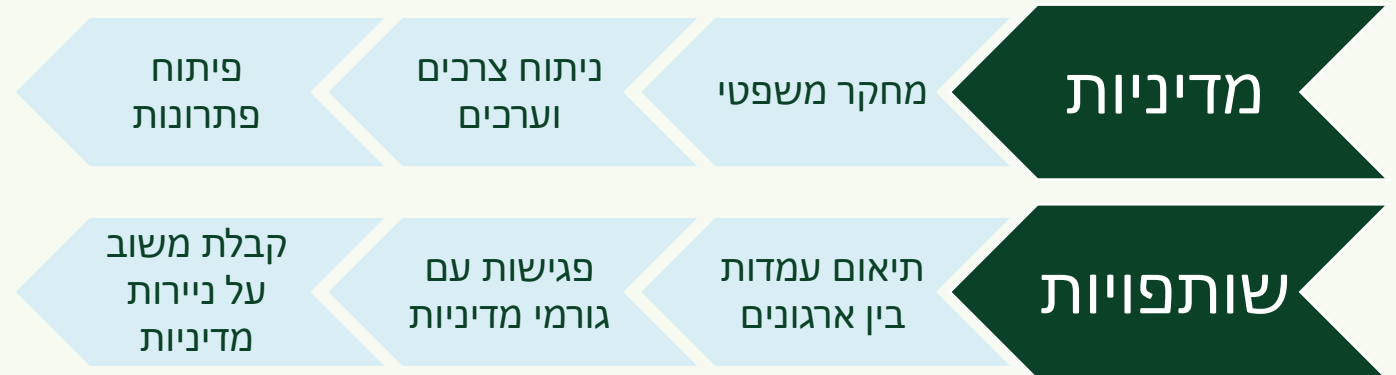 מדיניות
מחקר משפטי
ניתוח צרכים
וערכים
פיתוח
פתרונות
שותפויות
תיאום עמדות
בין ארגונים
פגישות עם
גורמי מדיניות
קבלת משוב
על ניירות
מדיניות